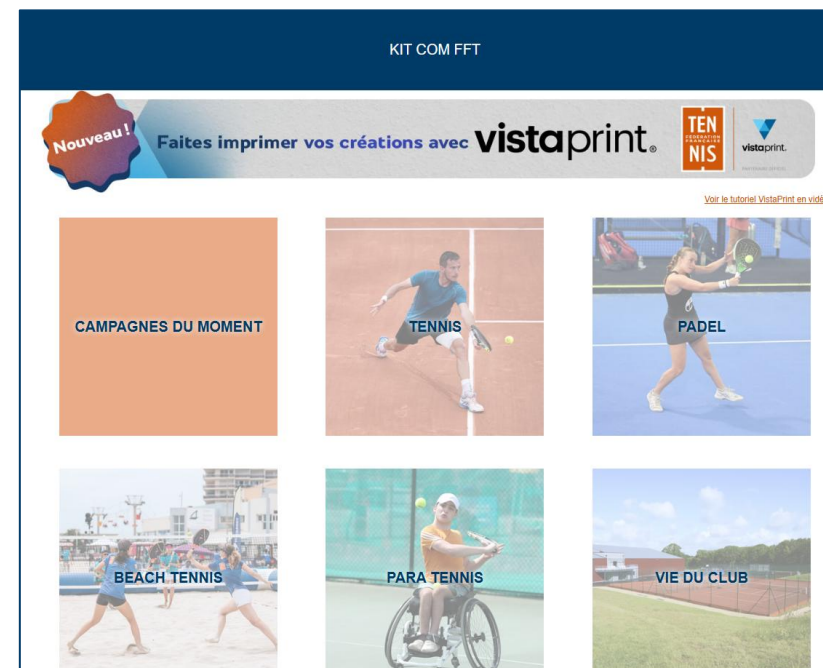 KIT COM FFT
Nouveau !
Faites imprimer vos créations avec vistaprint.
TEN
FÉDÉRATION
FRANÇAISE
NIS
vistaprint.
Voir le tutoriel VistaPrint en vidé
CAMPAGNES DU MOMENT
TENNIS
PADEL
BEACH TENNIS
PARA TENNIS
VIE DU CLUB